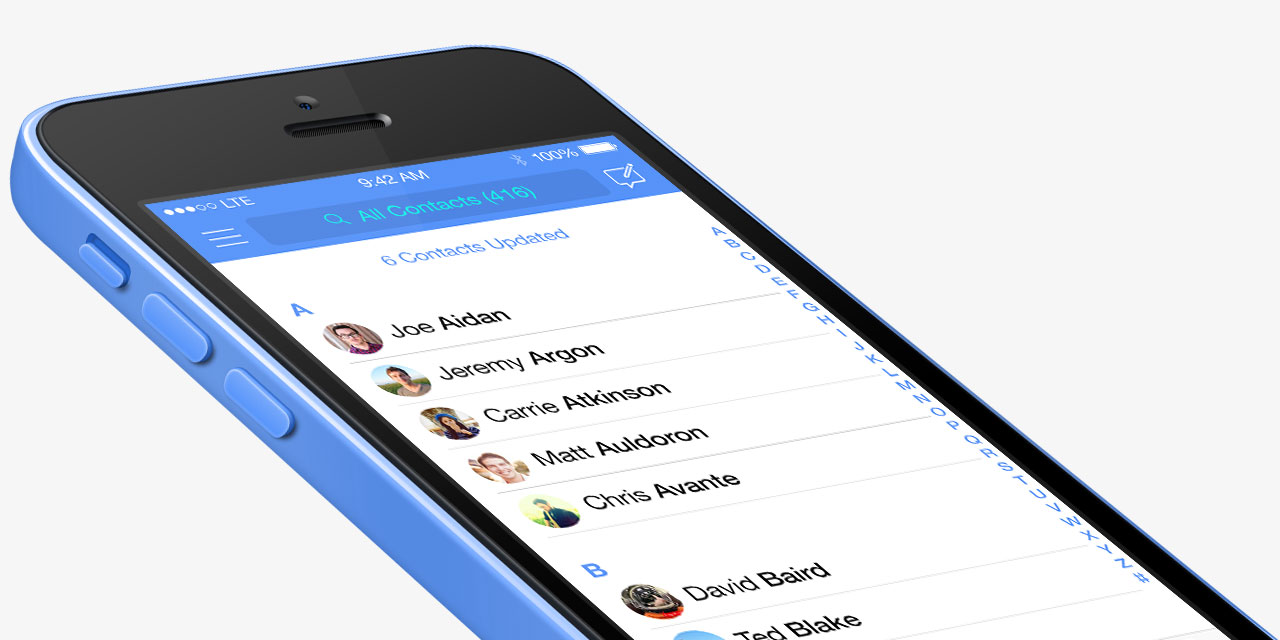 LTE 9:42 AM 100%
All Contacts (416)
6 Contacts Updated
A
Joe Aidan
Jeremy Argon
Carrie Atkinson
Matt Auldoron
Chris Avante
B
David Baird
Ted Blake
A
B
C
D
E
F
G
H
I
J
K
L
M
N
O
P
Q
R
S
T
U
V
W
X
Y
Z
#